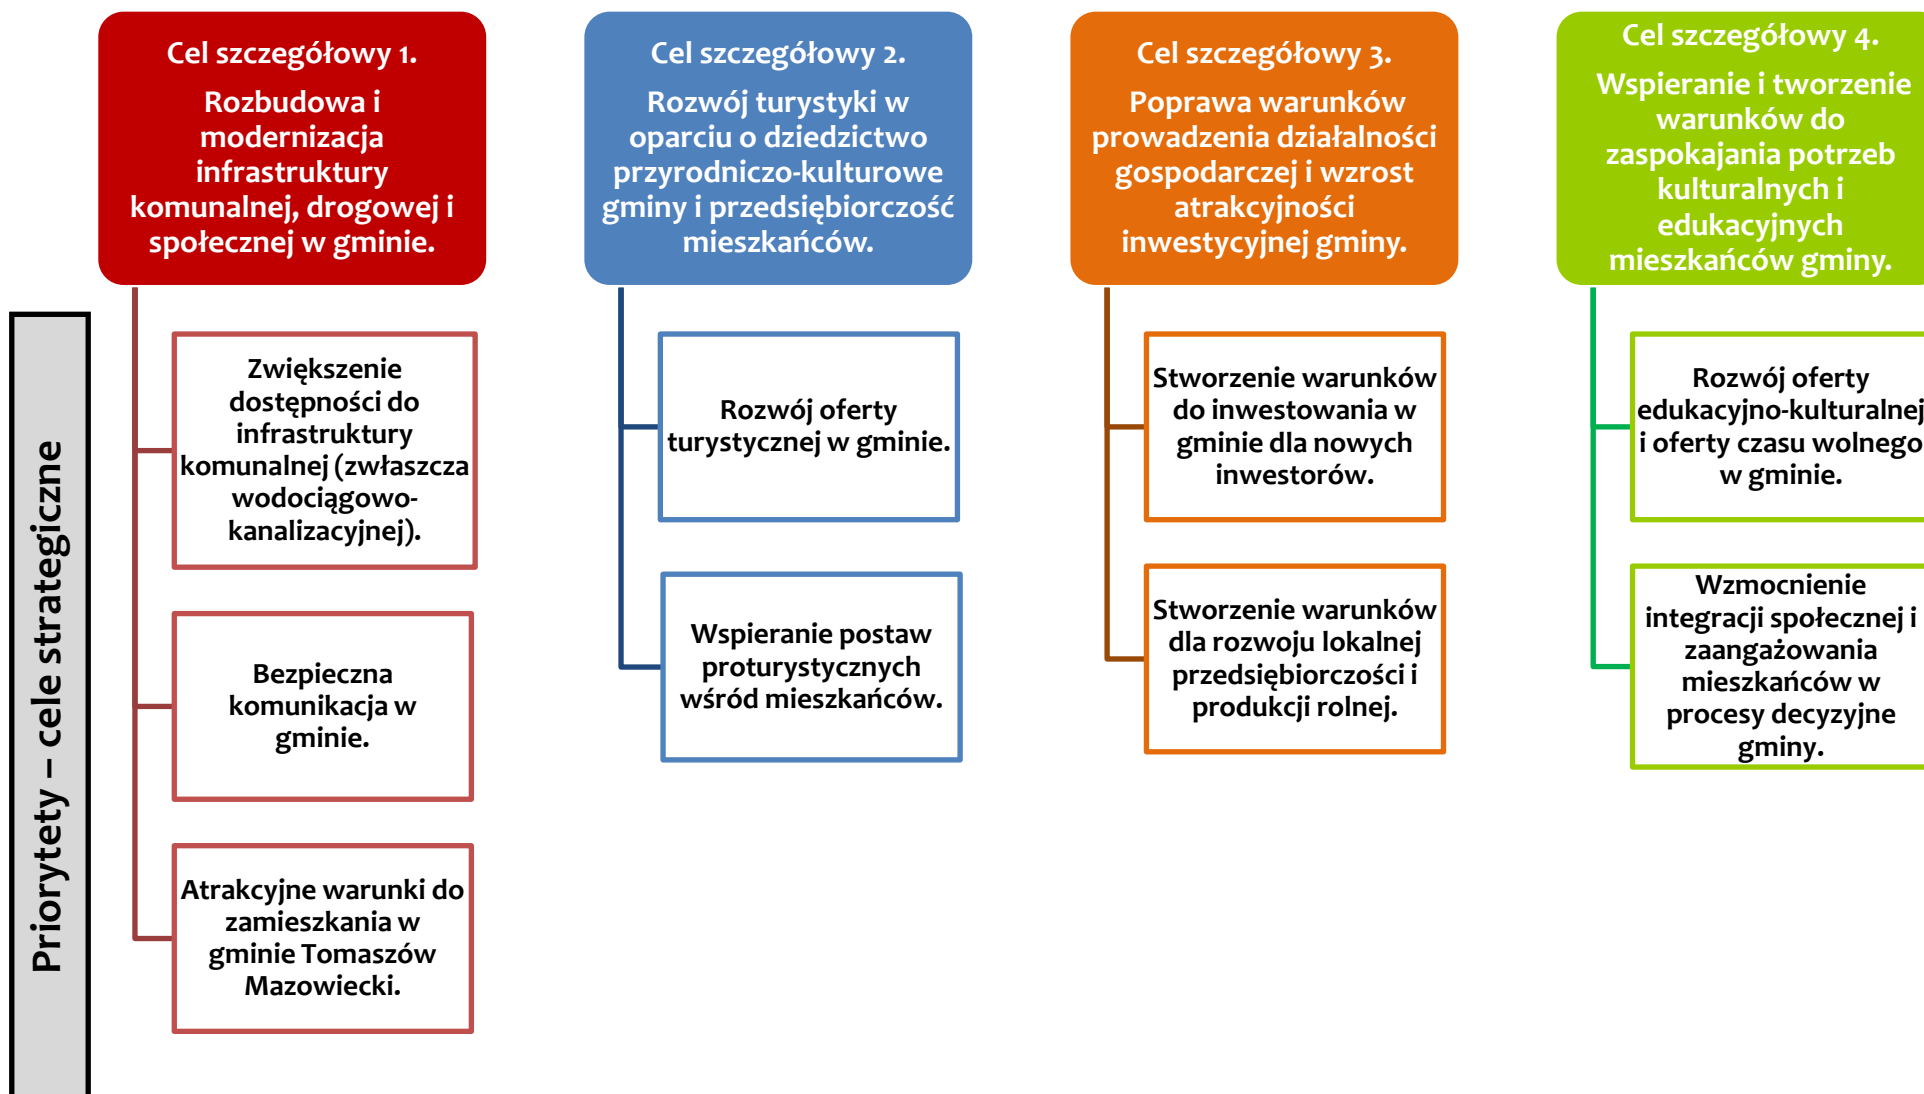 Cel szczegółowy 1.
Rozbudowa i
modernizacja
infrastruktury
komunalnej, drogowej i
społecznej w gminie.
Zwiększenie
dostępności do
infrastruktury
komunalnej (zwłaszcza
wodociągowo-
kanalizacyjnej).
Bezpieczna
komunikacja w
gminie.
Atrakcyjne warunki do
zamieszkania w
gminie Tomaszów
Mazowiecki.
Cel szczegółowy 2.
Rozwój turystyki w
oparciu o dziedzictwo
przyrodniczo-kulturowe
gminy i przedsiębiorczość
mieszkańców.
Rozwój oferty
turystycznej w gminie.
Wspieranie postaw
proturystycznych
wśród mieszkańców.
Cel szczegółowy 3.
Poprawa warunków
prowadzenia działalności
gospodarczej i wzrost
atrakcyjności
inwestycyjnej gminy.
Stworzenie warunków
do inwestowania w
gminie dla nowych
inwestorów.
Stworzenie warunków
dla rozwoju lokalnej
przedsiębiorczości i
produkcji rolnej.
Cel szczegółowy 4.
Wspieranie i tworzenie
warunków do
zaspokajania potrzeb
kulturalnych i
edukacyjnych
mieszkańców gminy.
Rozwój oferty
edukacyjno-kulturalnej
i oferty czasu wolnego
w gminie.
Wzmocnienie
integracji społecznej i
zaangażowania
mieszkańców w
procesy decyzyjne
gminy.
Priorytety – cele strategiczne